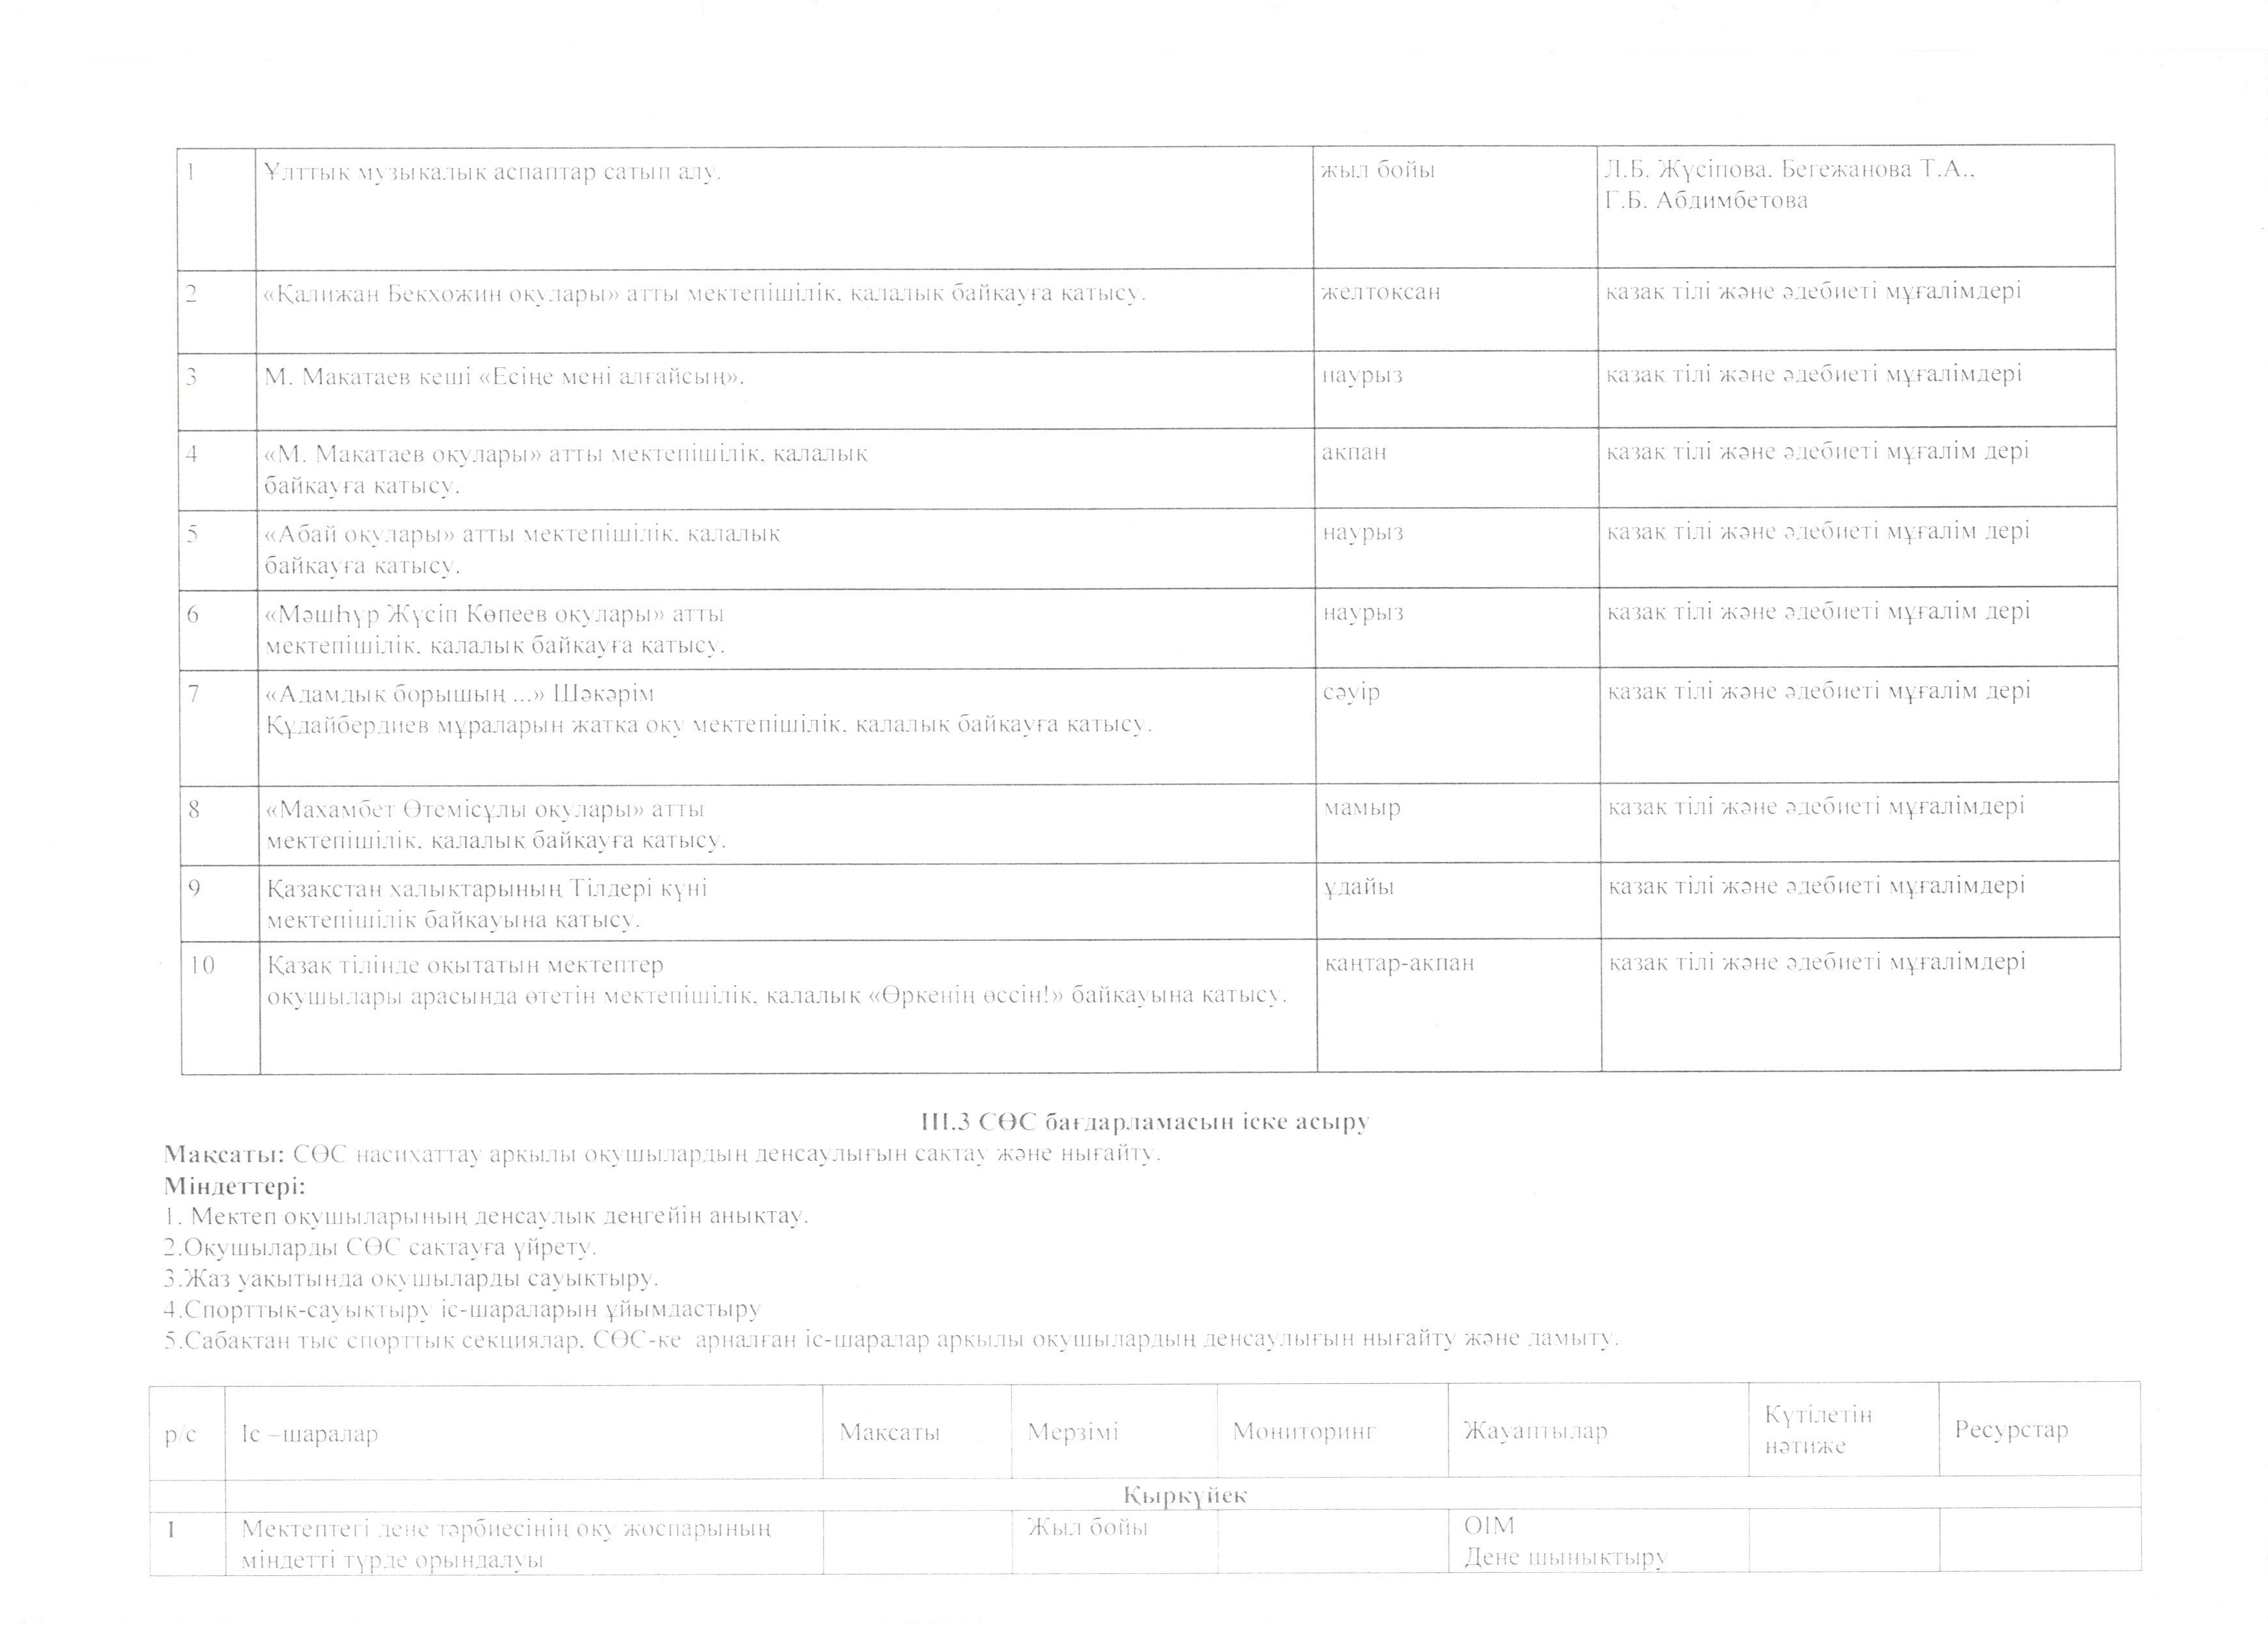 1 Ұлттық музыкалық аспаптар сатып алу. жыл бойы Л.Б. Жүсіпова, Бегежанова Т.А.,
Г.Б. Абдимбетова
2 «Қалижан Бекхожин оқулары» атты мектепішілік, қалалық байқауға қатысу. желтоқсан қазақ тілі және әдебиеті мұғалімдері
3 М. Мақатаев кеші «Есіңе мені алғайсың». наурыз қазақ тілі және әдебиеті мұғалімдері
4 «М. Мақатаев оқулары» атты мектепішілік, қалалық ақпан қазақ тілі және әдебиеті мұғалім дері
байқауға қатысу.
5 «Абай оқулары» атты мектепішілік, қалалық наурыз қазақ тілі және әдебиеті мұғалім дері
байқауға қатысу.
6 «Мәшһүр Жүсіп Көпеев оқулары» атты наурыз қазақ тілі және әдебиеті мұғалім дері
мектепішілік, қалалық байқауға қатысу.
7 «Адамдық борышың ...» Шәкәрім сәуір қазақ тілі және әдебиеті мұғалім дері
Құдайбердиев мұраларын жатқа оқу мектепішілік, қалалық байқауға қатысу.
8 «Махамбет Өтемісұлы оқулары» атты мамыр қазақ тілі және әдебиеті мұғалімдері
мектепішілік, қалалық байқауға қатысу.
9 Қазақстан халықтарының Тілдері күні ұдайы қазақ тілі және әдебиеті мұғалімдері
мектепішілік байқауына қатысу.
10 Қазақ тілінде оқытатын мектептер қаңтар-ақпан қазақ тілі және әдебиеті мұғалімдері
оқушылары арасында өтетін мектепішілік, қалалық «Өркенің өссін!» байқауына қатысу.
ІІІ.3 СӨС бағдарламасын іске асыру
Мақсаты: СӨС насихаттау арқылы оқушылардың денсаулығын сақтау және нығайту.
Міндеттері:
1. Мектеп оқушыларының денсаулық деңгейін анықтау.
2.Оқушыларды СӨС сақтауға үйрету.
3.Жаз уақытында оқушыларды сауықтыру.
4.Спорттық-сауықтыру іс-шараларын ұйымдастыру
5.Сабақтан тыс спорттық секциялар, СӨС-ке арналған іс-шаралар арқылы оқушылардың денсаулығын нығайту және дамыту.
р/с Іс –шаралар Мақсаты Мерзімі Мониторинг Жауаптылар Күтілетін Ресурстар
нәтиже
Қыркүйек
1 Мектептегі дене тәрбиесінің оқу жоспарының Жыл бойы ОІМ
міндетті түрде орындалуы Дене шынықтыру